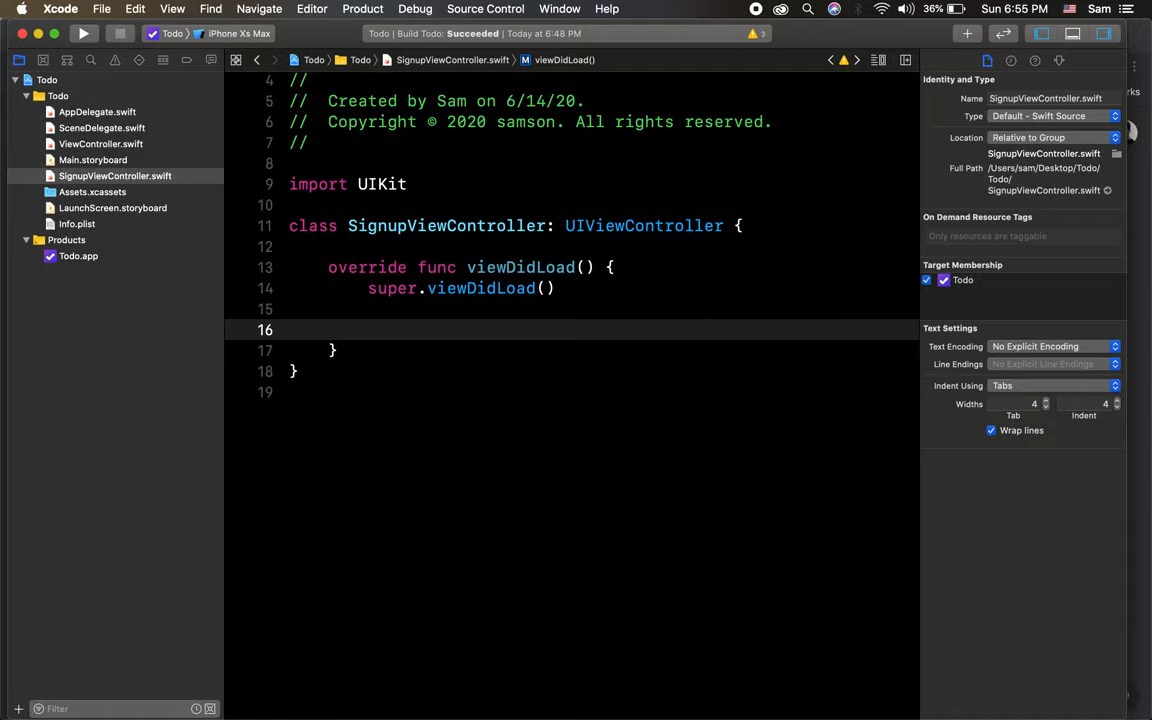 Xcode File Edit View Find Navigate Editor Product Debug Source Control Window Help 36% Sun 6:55 PM Sam
Todo iPhone Xs Max Todo | Build Todo: Succeeded | Today at 6:48 PM 3
Todo Todo SignupViewController.swift M viewDidLoad()
Todo
Todo
AppDelegate.swift
SceneDelegate.swift
ViewController.swift
Main.storyboard
SignupViewController.swift
Assets.xcassets
LaunchScreen.storyboard
Info.plist
Products
Todo.app
Filter
4 //
5 // Created by Sam on 6/14/20.
6 // Copyright © 2020 samson. All rights reserved.
7 //
8
9 import UIKit
10
11 class SignupViewController: UIViewController {
12
13 override func viewDidLoad() {
14 super.viewDidLoad()
15
16
17 }
18 }
19
Identity and Type
Name SignupViewController.swift
Type Default - Swift Source
Location Relative to Group
SignupViewController.swift
Full Path /Users/sam/Desktop/Todo/
Todo/
SignupViewController.swift
On Demand Resource Tags
Only resources are taggable
Target Membership
Todo
Text Settings
Text Encoding No Explicit Encoding
Line Endings No Explicit Line Endings
Indent Using Tabs
Widths 4 4
Tab Indent
Wrap lines
rks